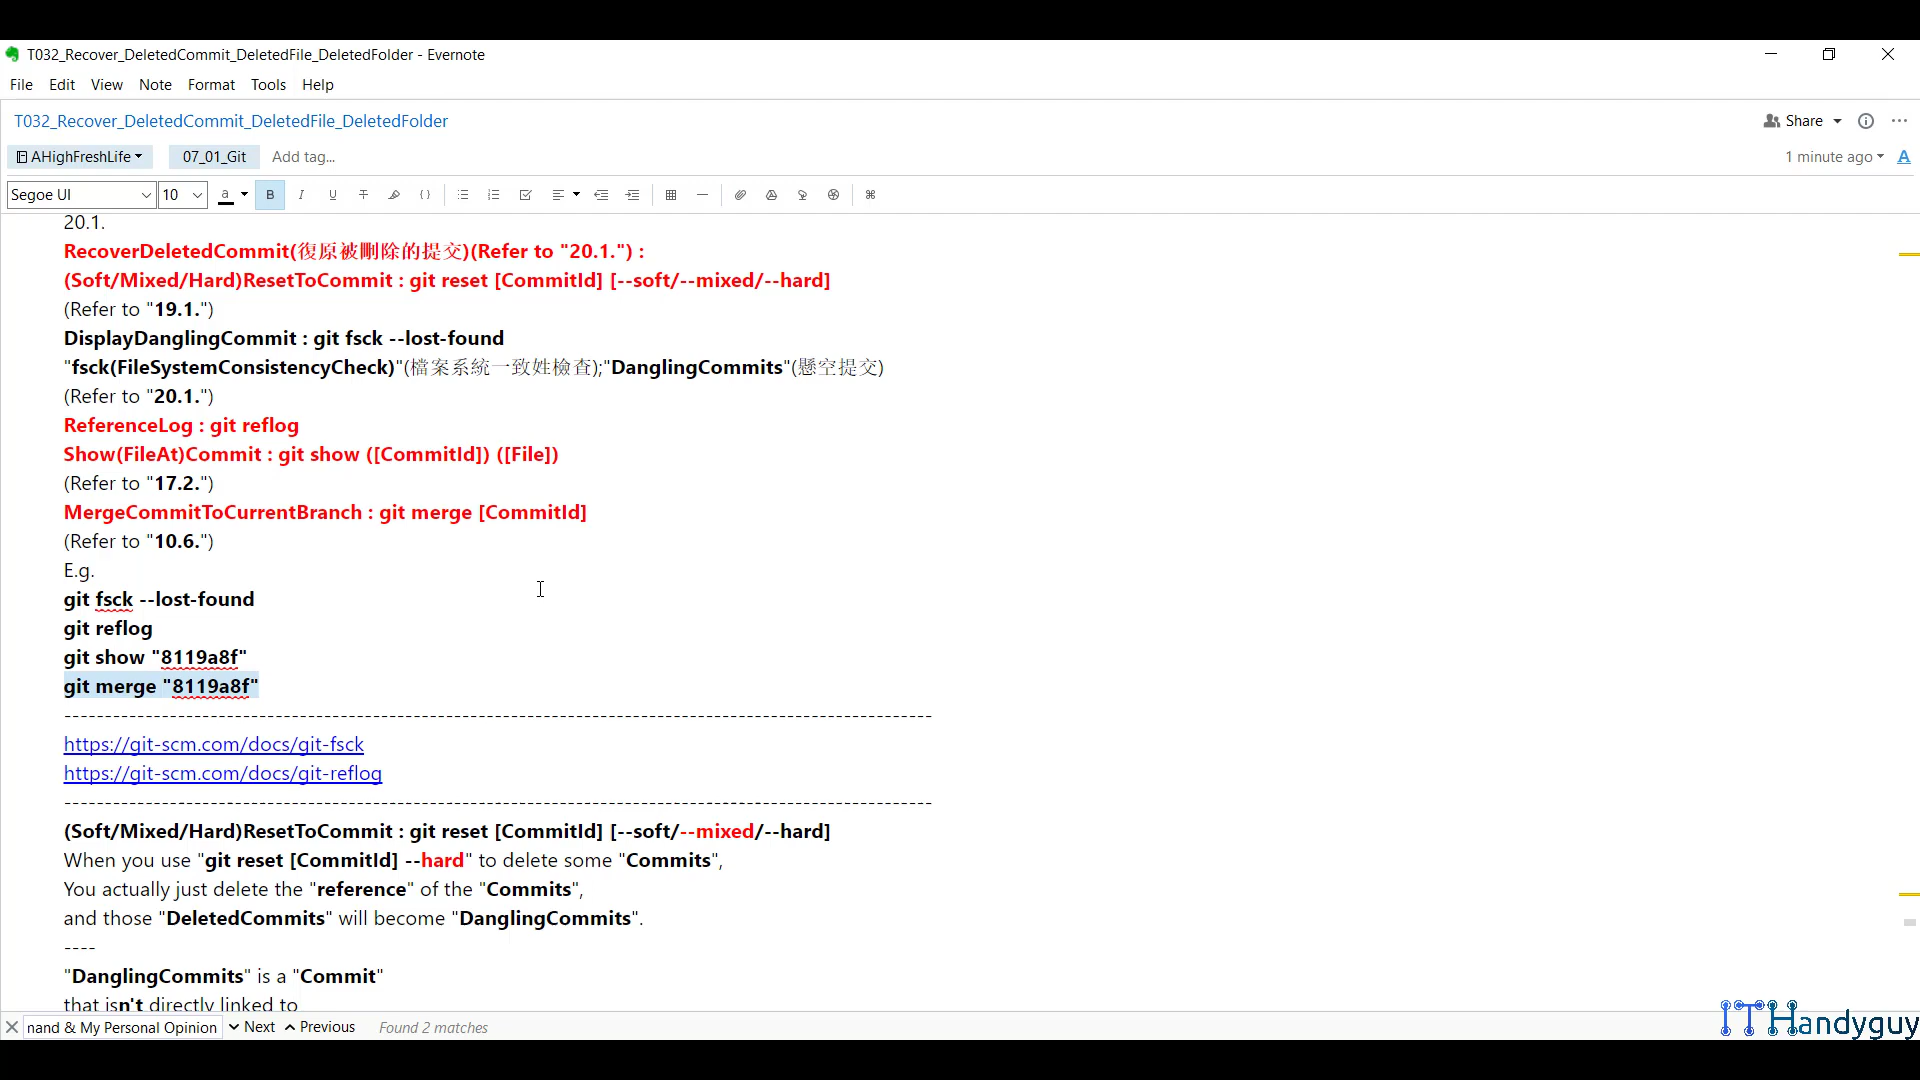 T032_Recover_DeletedCommit_DeletedFile_DeletedFolder - Evernote
File Edit View Note Format Tools Help
T032_Recover_DeletedCommit_DeletedFile_DeletedFolder
Share
AHighFreshLife 07_01_Git Add tag...
1 minute ago A
Segoe UI 10 a B I U T
20.1.
RecoverDeletedCommit(復原被刪除的提交)(Refer to "20.1.") :
(Soft/Mixed/Hard)ResetToCommit : git reset [CommitId] [--soft/--mixed/--hard]
(Refer to "19.1.")
DisplayDanglingCommit : git fsck --lost-found
"fsck(FileSystemConsistencyCheck)"(檔案系統一致姓檢查);"DanglingCommits"(懸空提交)
(Refer to "20.1.")
ReferenceLog : git reflog
Show(FileAt)Commit : git show ([CommitId]) ([File])
(Refer to "17.2.")
MergeCommitToCurrentBranch : git merge [CommitId]
(Refer to "10.6.")
E.g.
git fsck --lost-found
git reflog
git show "8119a8f"
git merge "8119a8f"
https://git-scm.com/docs/git-fsck
https://git-scm.com/docs/git-reflog
(Soft/Mixed/Hard)ResetToCommit : git reset [CommitId] [--soft/--mixed/--hard]
When you use "git reset [CommitId] --hard" to delete some "Commits",
You actually just delete the "reference" of the "Commits",
and those "DeletedCommits" will become "DanglingCommits".
----
"DanglingCommits" is a "Commit"
that isn't directly linked to
nand & My Personal Opinion Next Previous Found 2 matches
ITHandyguy